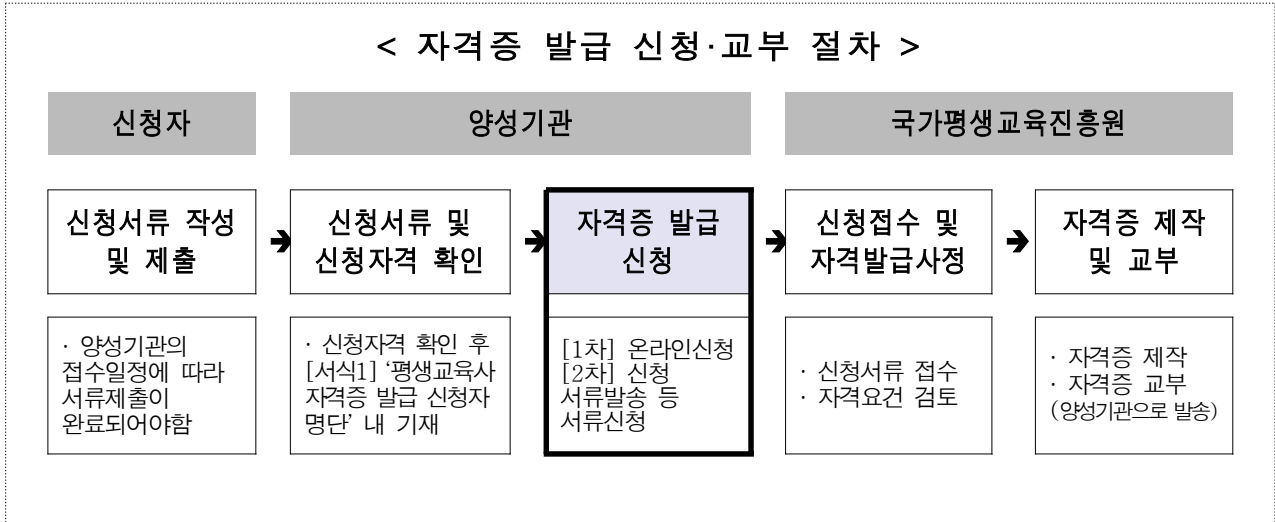 < 자격증 발급 신청·교부 절차 >
신청자
양성기관
국가평생교육진흥원
신청서류 작성
및 제출
➔
신청서류 및
신청자격 확인
➔
자격증 발급
신청
➔
신청접수 및
자격발급사정
➔
자격증 제작
및 교부
· 양성기관의
접수일정에 따라
서류제출이
완료되어야함
· 신청자격 확인 후
[서식1] ‘평생교육사
자격증 발급 신청자
명단’ 내 기재
[1차] 온라인신청
[2차] 신청
서류발송 등
서류신청
· 신청서류 접수
· 자격요건 검토
· 자격증 제작
· 자격증 교부
(양성기관으로 발송)